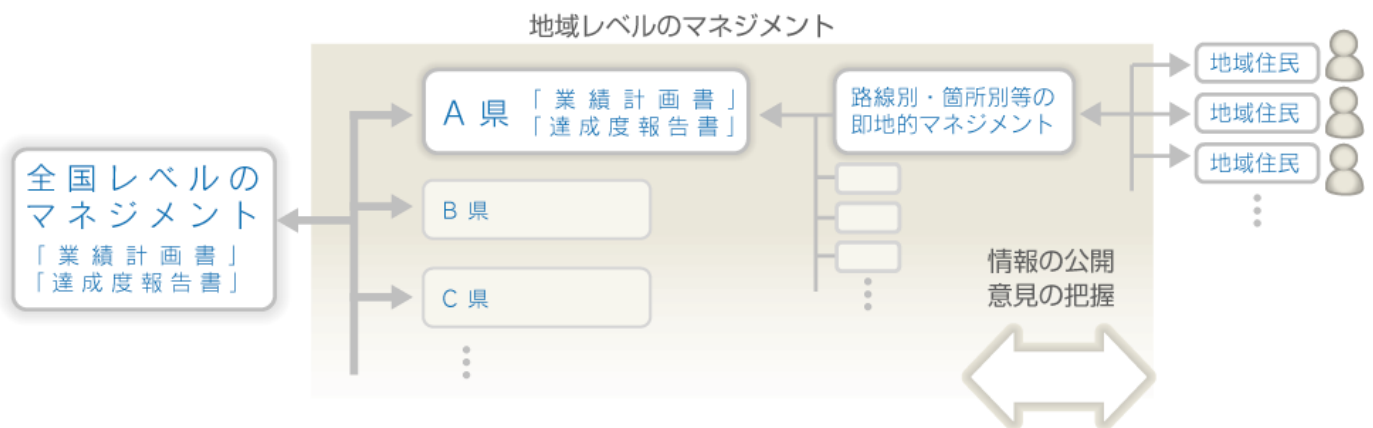 地域レベルのマネジメント
全国レベルの
マネジメント
「業績計画書」
「達成度報告書」
A 県
「業績計画書」
「達成度報告書」
B 県
C 県
路線別・箇所別等の
即地的マネジメント
地域住民
地域住民
地域住民
情報の公開
意見の把握